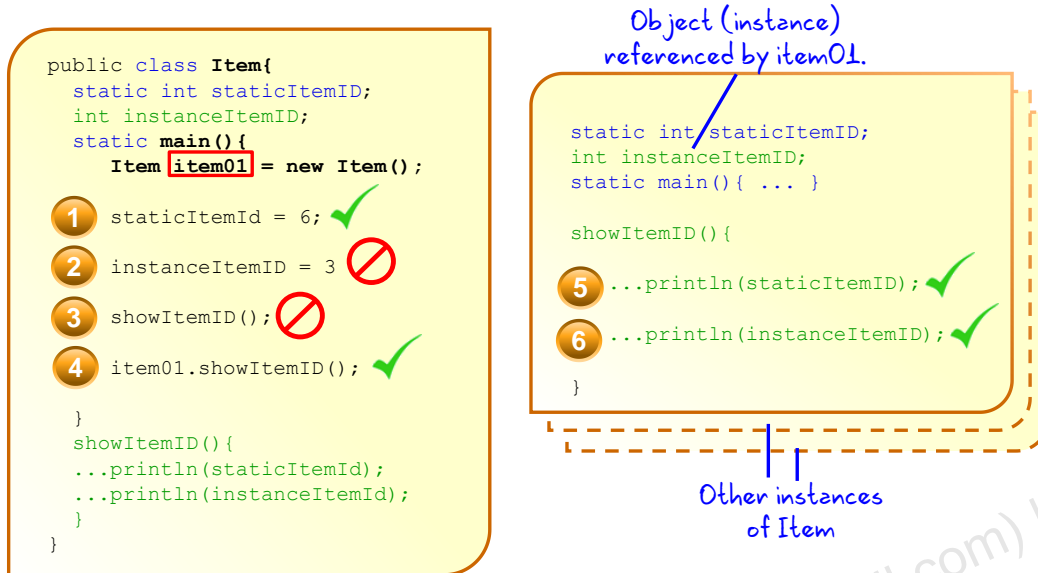 public class Item{
static int staticItemID;
int instanceItemID;
static main(){
Item item01 = new Item();
1 staticItemId = 6;
2 instanceItemID = 3
3 showItemID();
4 item01.showItemID();
}
showItemID(){
...println(staticItemId);
...println(instanceItemId);
}
}
Object (instance)
referenced by item01.
static int staticItemID;
int instanceItemID;
static main(){ ... }
showItemID(){
5 ...println(staticItemID);
6 ...println(instanceItemID);
}
Other instances
of Item